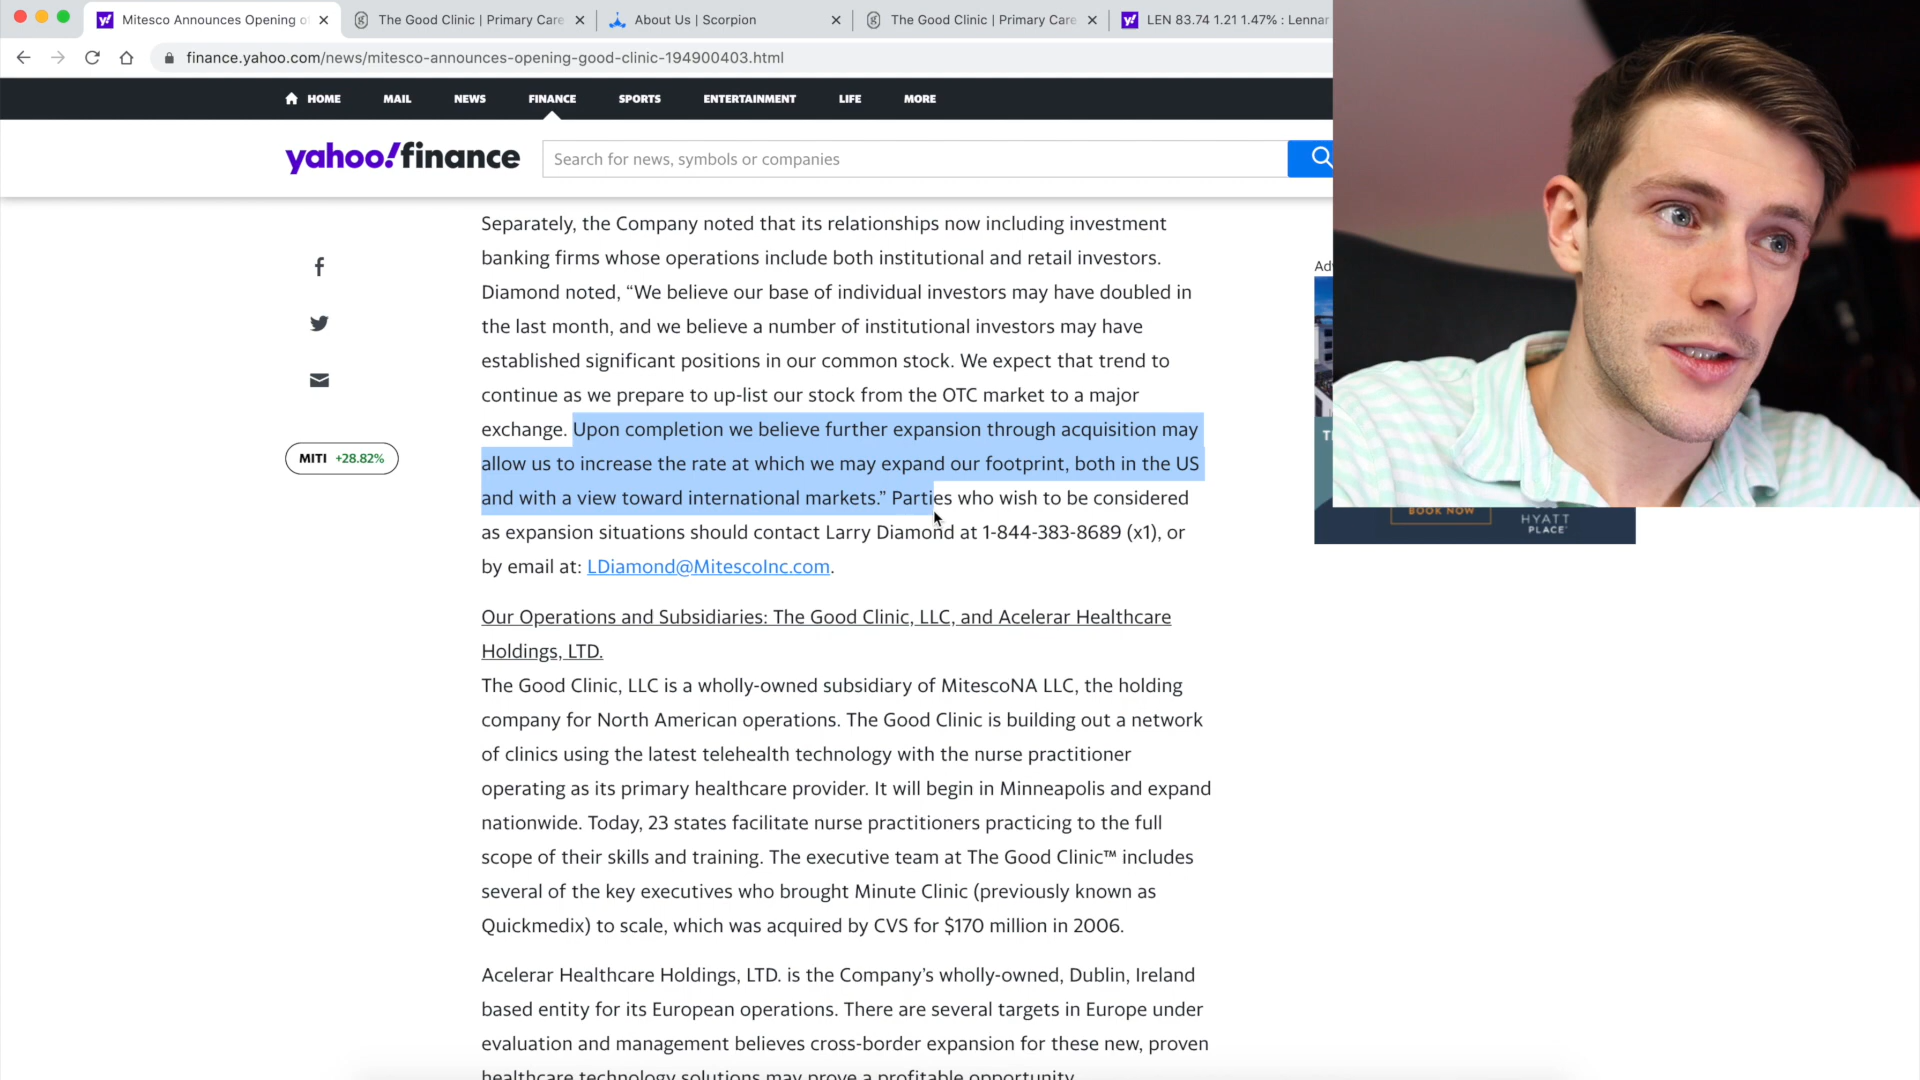 Mitesco Announces Opening o
The Good Clinic | Primary Care
About Us | Scorpion
The Good Clinic | Primary Care
LEN 83.74 1.21 1.47% : Lennar
finance.yahoo.com/news/mitesco-announces-opening-good-clinic-194900403.html
HOME MAIL NEWS FINANCE SPORTS ENTERTAINMENT LIFE MORE
yahoo!finance
Search for news, symbols or companies
Separately, the Company noted that its relationships now including investment
banking firms whose operations include both institutional and retail investors.
Diamond noted, “We believe our base of individual investors may have doubled in
the last month, and we believe a number of institutional investors may have
established significant positions in our common stock. We expect that trend to
continue as we prepare to up-list our stock from the OTC market to a major
exchange. Upon completion we believe further expansion through acquisition may
allow us to increase the rate at which we may expand our footprint, both in the US
and with a view toward international markets.” Parties who wish to be considered
as expansion situations should contact Larry Diamond at 1-844-383-8689 (x1), or
by email at: LDiamond@MitescoInc.com.
MITI +28.82%
Our Operations and Subsidiaries: The Good Clinic, LLC, and Acelerar Healthcare
Holdings, LTD.
The Good Clinic, LLC is a wholly-owned subsidiary of MitescoNA LLC, the holding
company for North American operations. The Good Clinic is building out a network
of clinics using the latest telehealth technology with the nurse practitioner
operating as its primary healthcare provider. It will begin in Minneapolis and expand
nationwide. Today, 23 states facilitate nurse practitioners practicing to the full
scope of their skills and training. The executive team at The Good Clinic™ includes
several of the key executives who brought Minute Clinic (previously known as
Quickmedix) to scale, which was acquired by CVS for $170 million in 2006.
Acelerar Healthcare Holdings, LTD. is the Company’s wholly-owned, Dublin, Ireland
based entity for its European operations. There are several targets in Europe under
evaluation and management believes cross-border expansion for these new, proven
healthcare technology solutions may prove a profitable opportunity.
Ad
BOOK NOW
HYATT
PLACE